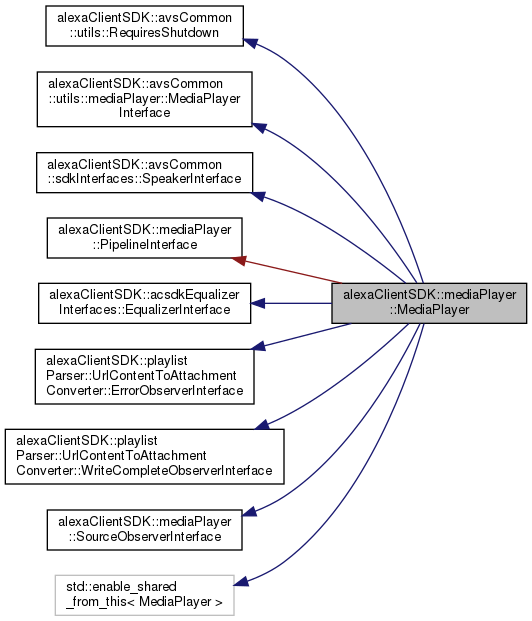 alexaClientSDK::avsCommon
::utils::RequiresShutdown
alexaClientSDK::avsCommon
::utils::mediaPlayer::MediaPlayer
Interface
alexaClientSDK::avsCommon
::sdkInterfaces::SpeakerInterface
alexaClientSDK::mediaPlayer
::PipelineInterface
alexaClientSDK::acsdkEqualizer
Interfaces::EqualizerInterface
alexaClientSDK::mediaPlayer
::MediaPlayer
alexaClientSDK::playlist
Parser::UrlContentToAttachment
Converter::ErrorObserverInterface
alexaClientSDK::playlist
Parser::UrlContentToAttachment
Converter::WriteCompleteObserverInterface
alexaClientSDK::mediaPlayer
::SourceObserverInterface
std::enable_shared
_from_this< MediaPlayer >